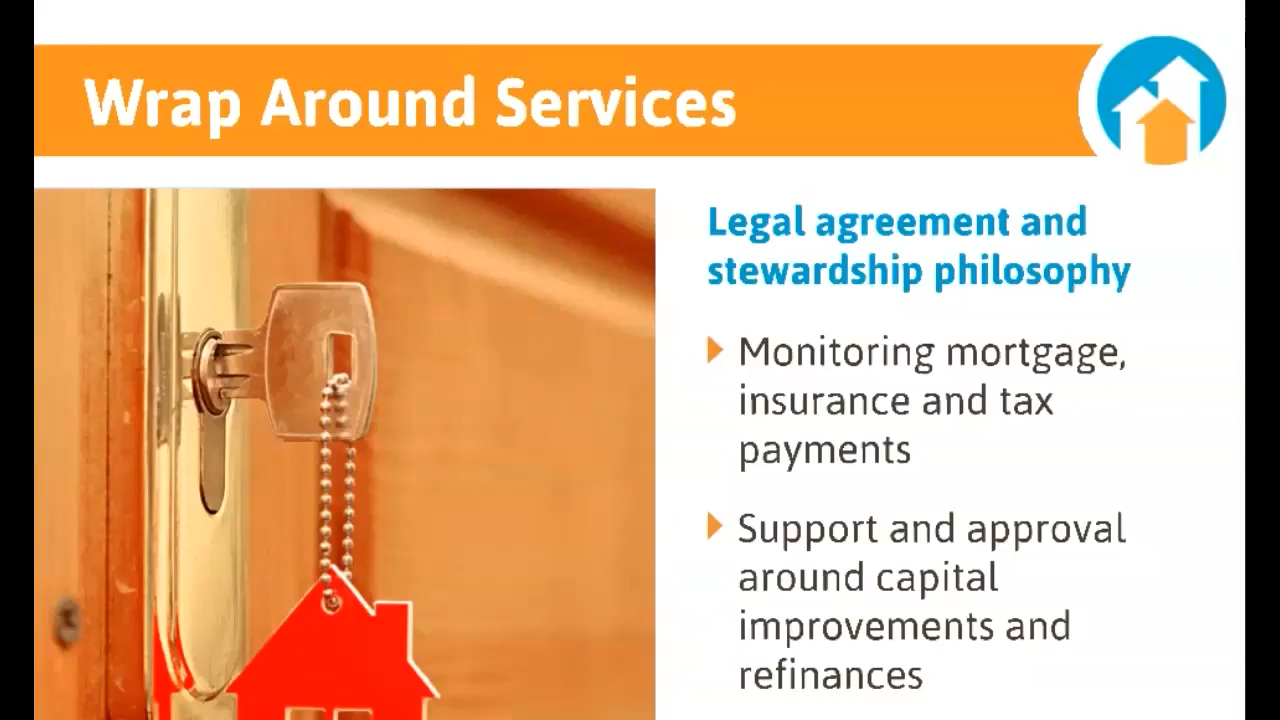 Wrap Around Services
Legal agreement and
stewardship philosophy
Monitoring mortgage,
insurance and tax
payments
Support and approval
around capital
improvements and
refinances